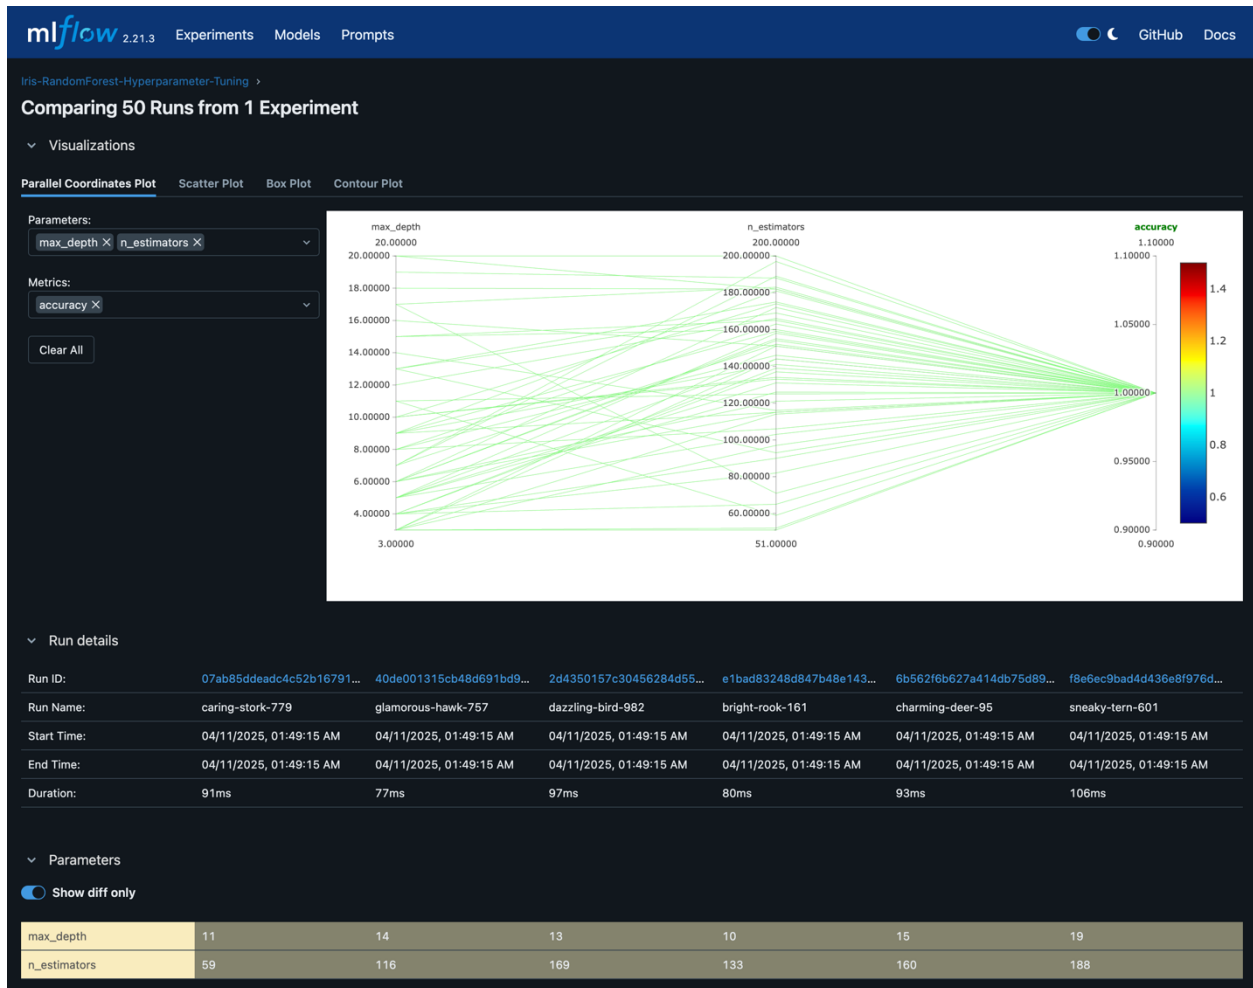 mlflow 2.21.3 Experiments Models Prompts GitHub Docs
Iris-RandomForest-Hyperparameter-Tuning ›
Comparing 50 Runs from 1 Experiment
Visualizations
Parallel Coordinates Plot Scatter Plot Box Plot Contour Plot
Parameters:
max_depth × n_estimators ×
Metrics:
accuracy ×
Clear All
max_depth
20.00000
20.00000
18.00000
16.00000
14.00000
12.00000
10.00000
8.00000
6.00000
4.00000
3.00000
n_estimators
200.00000
200.00000
180.00000
160.00000
140.00000
120.00000
100.00000
80.00000
60.00000
51.00000
accuracy
1.10000
1.10000
1.05000
1.00000
0.95000
0.90000
0.90000
1.4
1.2
1
0.8
0.6
Run details
Run ID: 07ab85ddeadc4c52b16791... 40de001315cb48d691bd9... 2d4350157c30456284d55... e1bad83248d847b48e143... 6b562f6b627a414db75d89... f8e6ec9bad4d436e8f976d...
Run Name: caring-stork-779 glamorous-hawk-757 dazzling-bird-982 bright-rook-161 charming-deer-95 sneaky-tern-601
Start Time: 04/11/2025, 01:49:15 AM 04/11/2025, 01:49:15 AM 04/11/2025, 01:49:15 AM 04/11/2025, 01:49:15 AM 04/11/2025, 01:49:15 AM 04/11/2025, 01:49:15 AM
End Time: 04/11/2025, 01:49:15 AM 04/11/2025, 01:49:15 AM 04/11/2025, 01:49:15 AM 04/11/2025, 01:49:15 AM 04/11/2025, 01:49:15 AM 04/11/2025, 01:49:15 AM
Duration: 91ms 77ms 97ms 80ms 93ms 106ms
Parameters
Show diff only
max_depth 11 14 13 10 15 19
n_estimators 59 116 169 133 160 188